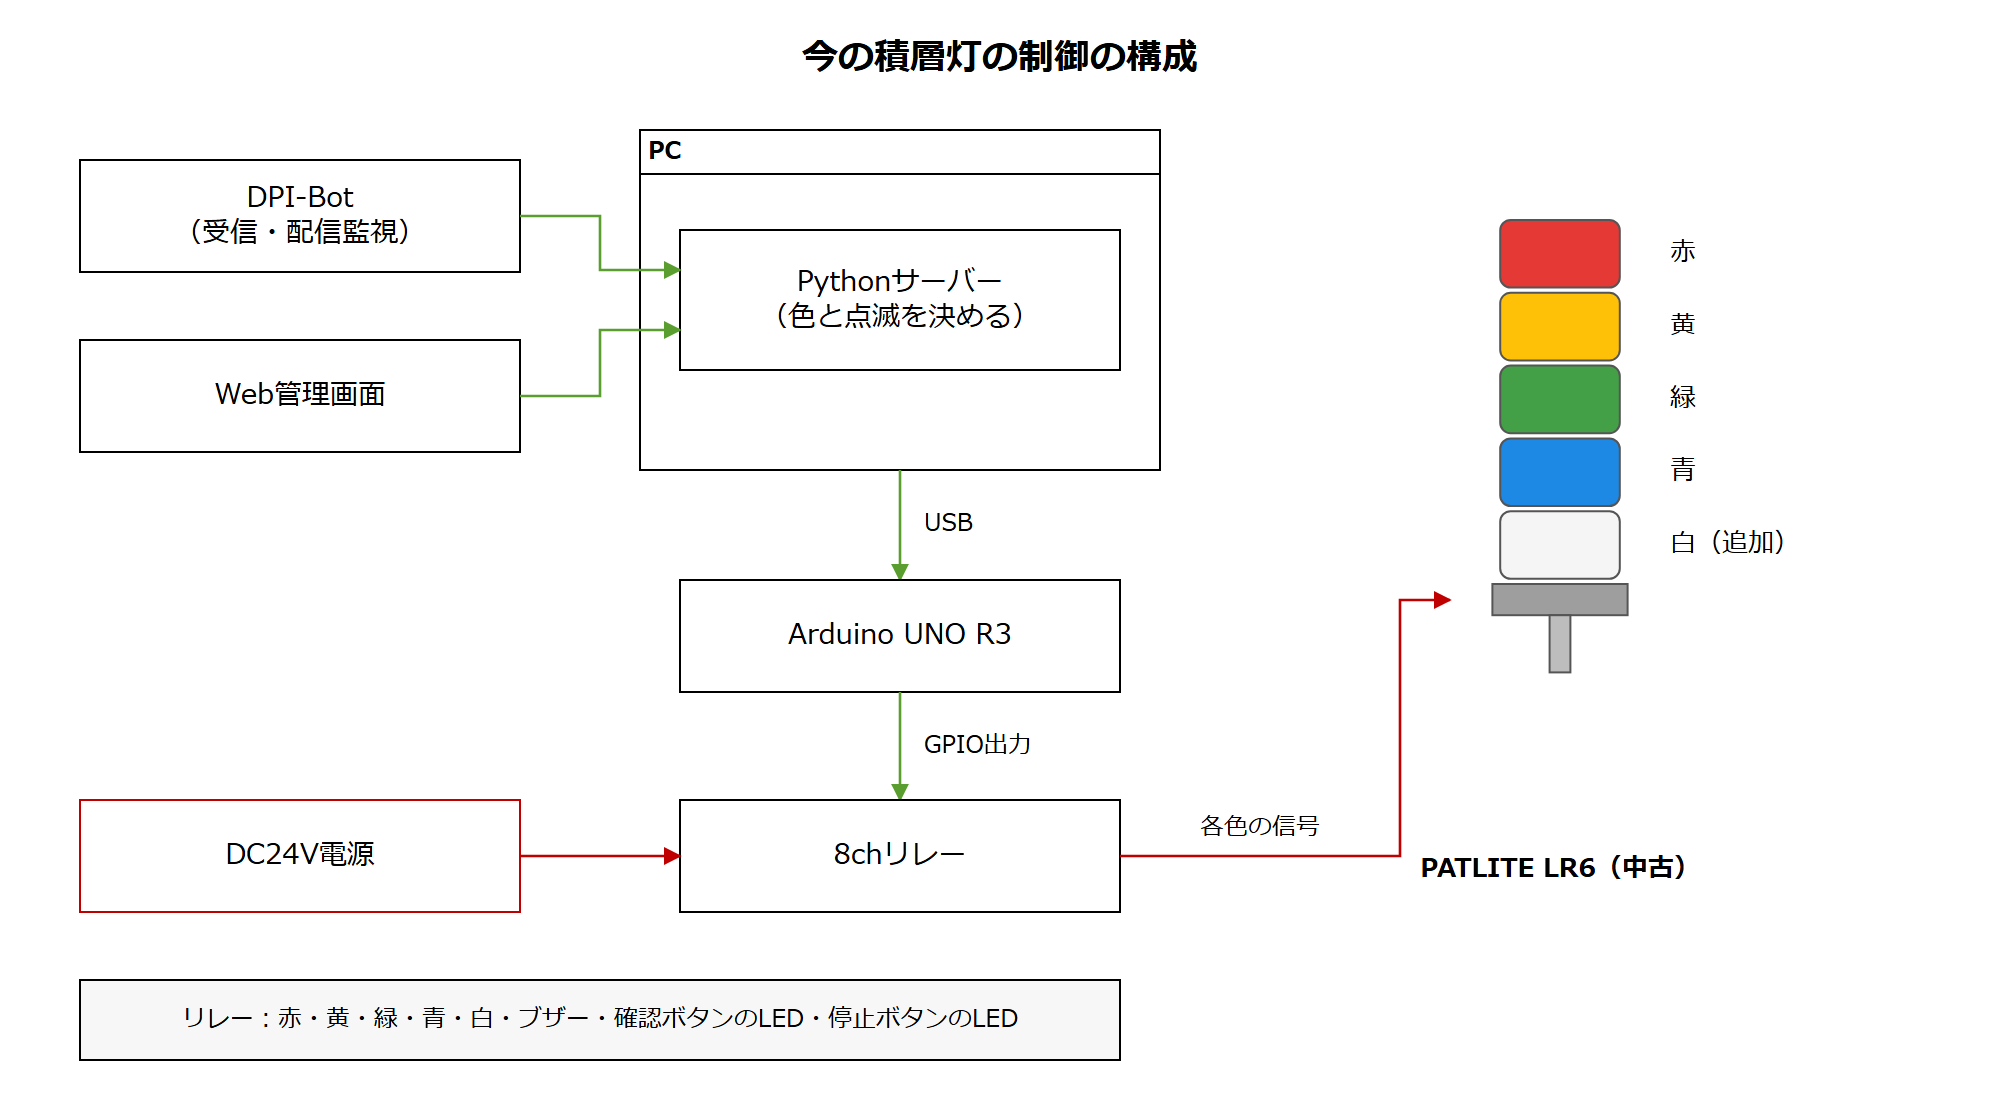 今の積層灯の制御の構成
PC
DPI-Bot
（受信・配信監視）
Pythonサーバー
（色と点滅を決める）
Web管理画面
赤
黄
緑
青
白（追加）
USB
Arduino UNO R3
GPIO出力
DC24V電源
8chリレー
各色の信号
PATLITE LR6（中古）
リレー：赤・黄・緑・青・白・ブザー・確認ボタンのLED・停止ボタンのLED